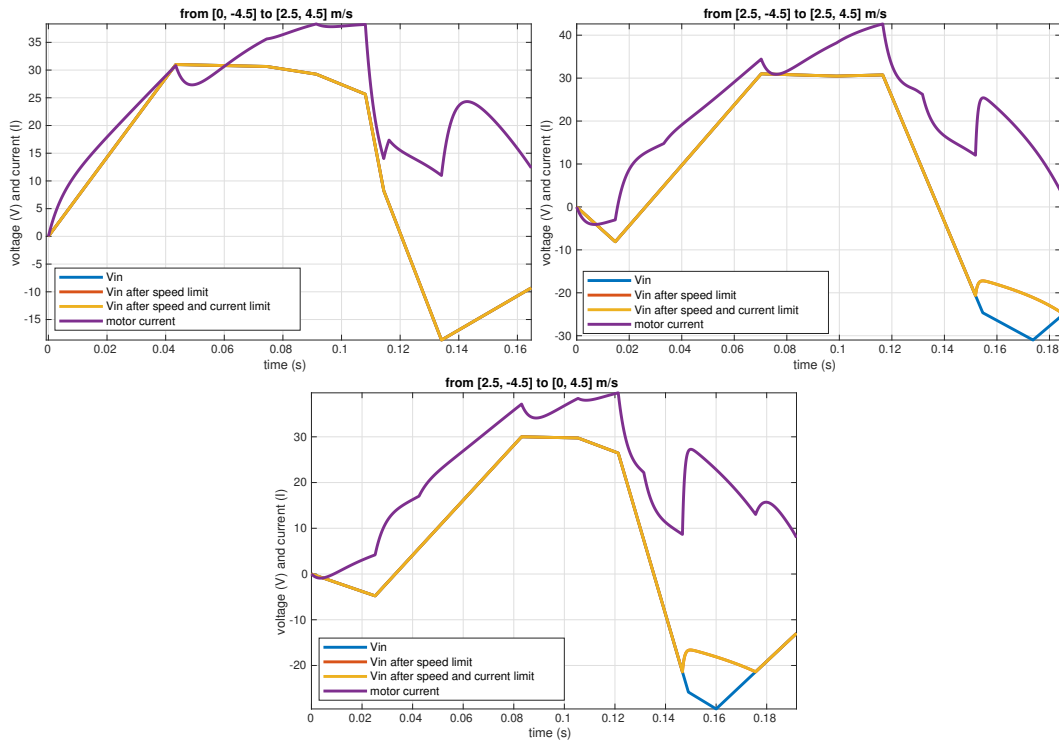 from [0, -4.5] to [2.5, 4.5] m/s
voltage (V) and current (I)
35
30
25
20
15
10
5
0
-5
-10
-15
Vin
Vin after speed limit
Vin after speed and current limit
motor current
0 0.02 0.04 0.06 0.08 0.1 0.12 0.14 0.16
time (s)
from [2.5, -4.5] to [2.5, 4.5] m/s
voltage (V) and current (I)
40
30
20
10
0
-10
-20
-30
Vin
Vin after speed limit
Vin after speed and current limit
motor current
0 0.02 0.04 0.06 0.08 0.1 0.12 0.14 0.16 0.18
time (s)
from [2.5, -4.5] to [0, 4.5] m/s
voltage (V) and current (I)
30
20
10
0
-10
-20
Vin
Vin after speed limit
Vin after speed and current limit
motor current
0 0.02 0.04 0.06 0.08 0.1 0.12 0.14 0.16 0.18
time (s)